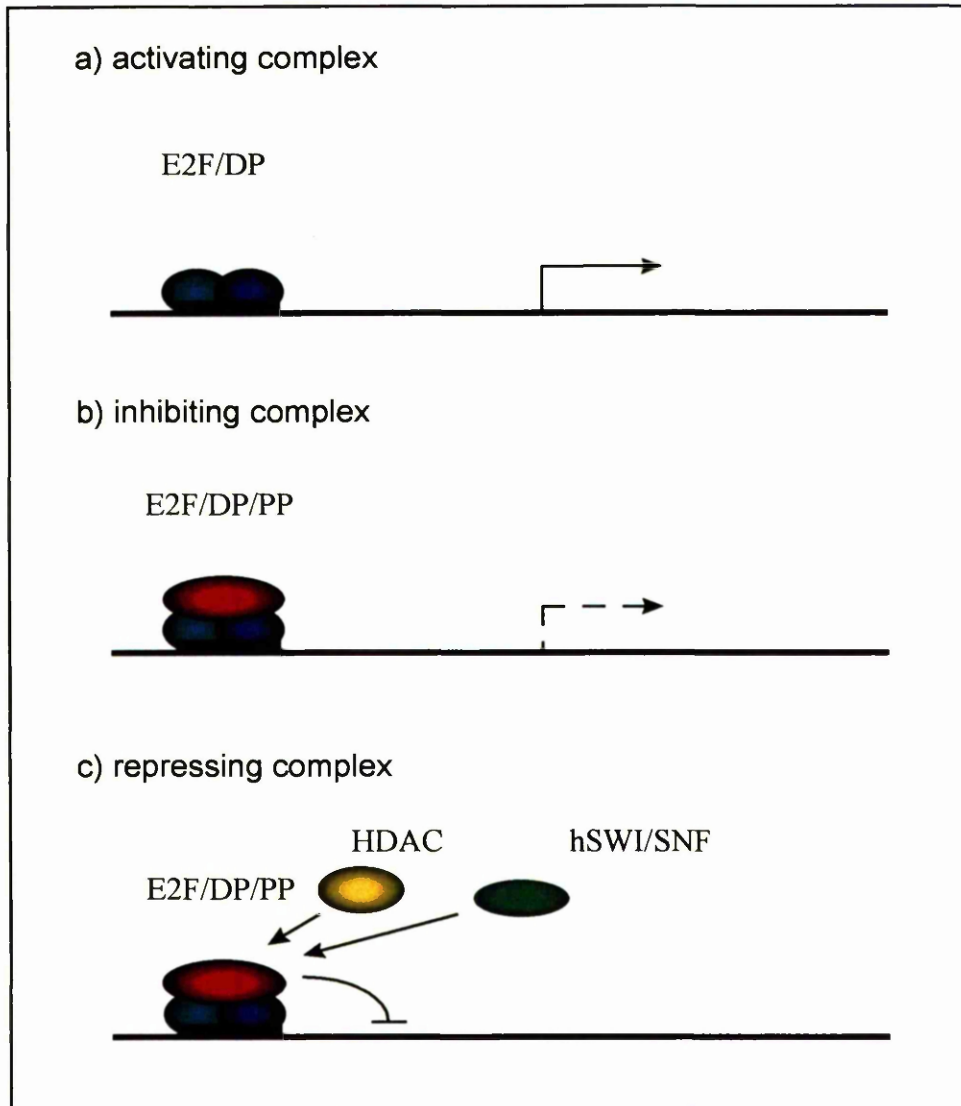 a) activating complex
E2F/DP
b) inhibiting complex
E2F/DP/PP
c) repressing complex
HDAC hSWI/SNF
E2F/DP/PP